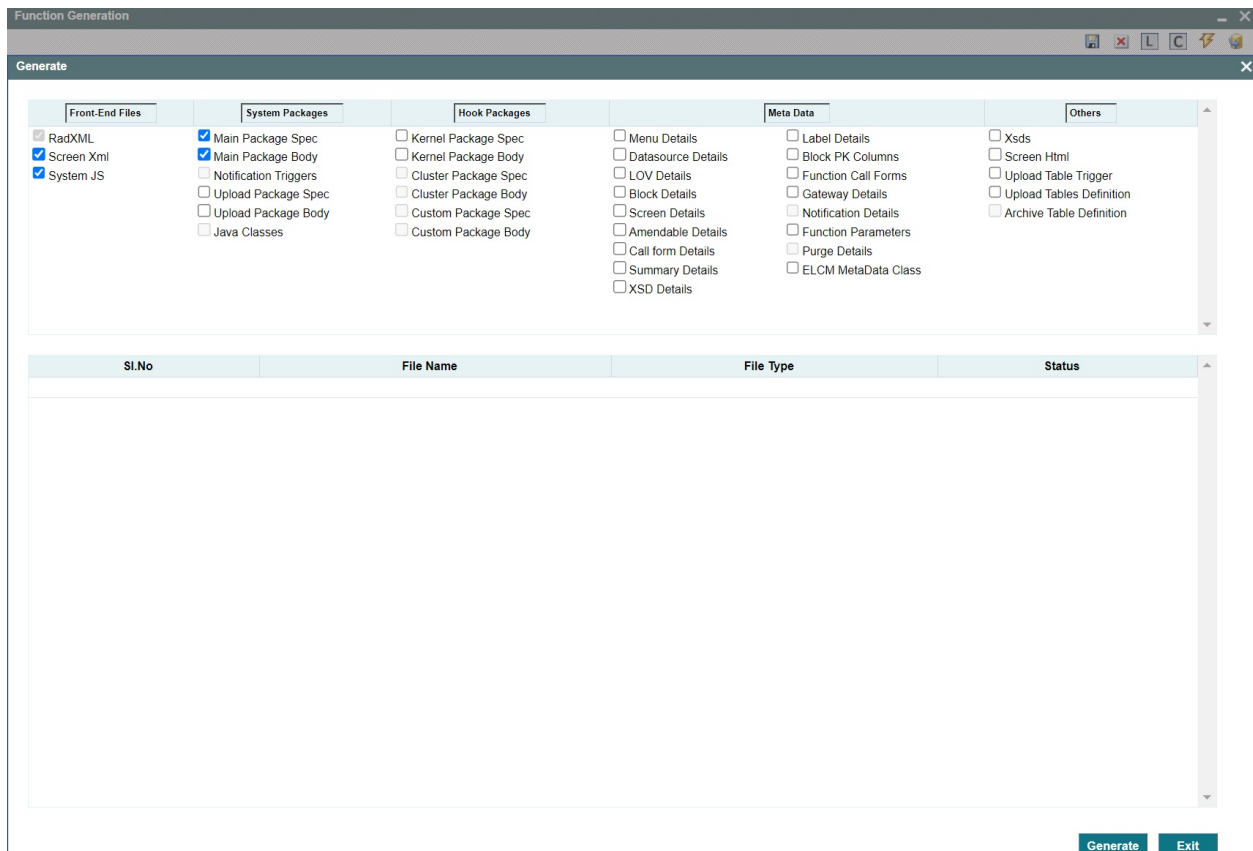 Function Generation
L C
Generate
Front-End Files System Packages Hook Packages Meta Data Others
RadXML Main Package Spec Kernel Package Spec Menu Details Label Details Xsds
Screen Xml Main Package Body Kernel Package Body Datasource Details Block PK Columns Screen Html
System JS Notification Triggers Cluster Package Spec LOV Details Function Call Forms Upload Table Trigger
Upload Package Spec Cluster Package Body Block Details Gateway Details Upload Tables Definition
Upload Package Body Custom Package Spec Screen Details Notification Details Archive Table Definition
Java Classes Custom Package Body Amendable Details Function Parameters
Call form Details Purge Details
Summary Details ELCM MetaData Class
XSD Details
Sl.No File Name File Type Status
Generate Exit